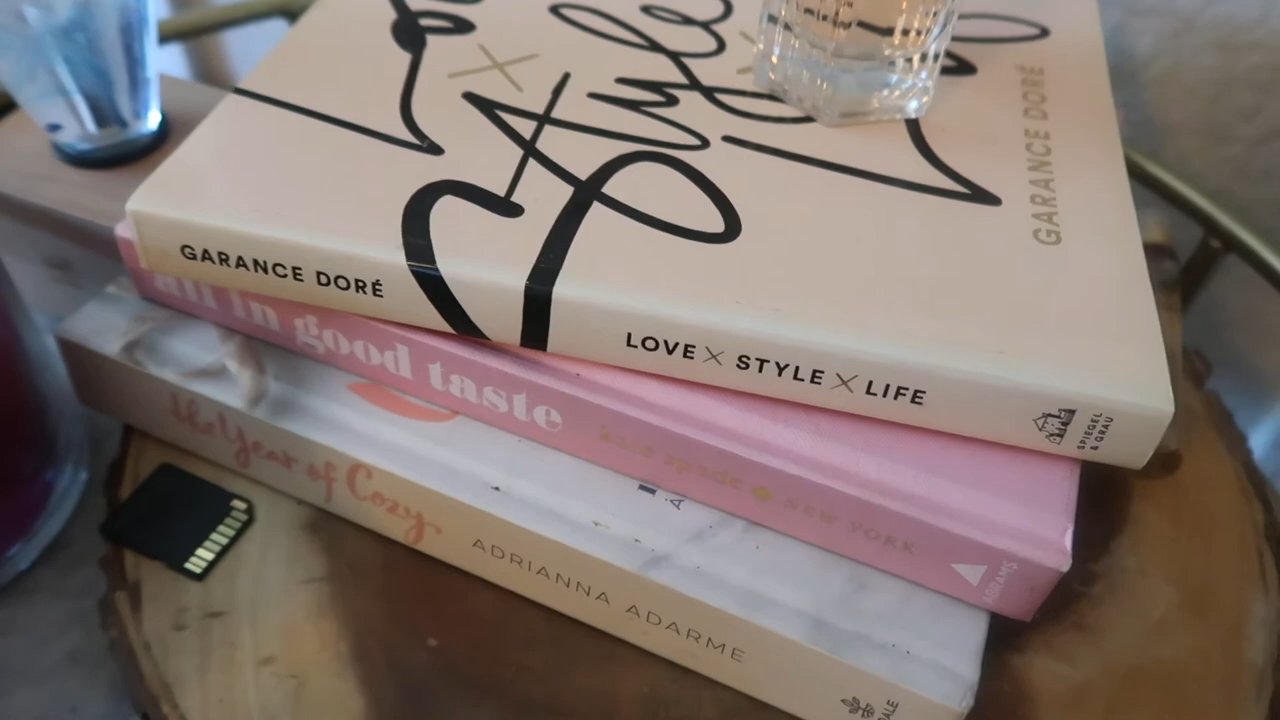 Love
×
Style
×
Life
GARANCE DORÉ
GARANCE DORÉ
LOVE × STYLE × LIFE
SPIEGEL
& GRAU
all in good taste
kate spade NEW YORK
ABRAMS
the Year of Cozy
ADRIANNA ADARME